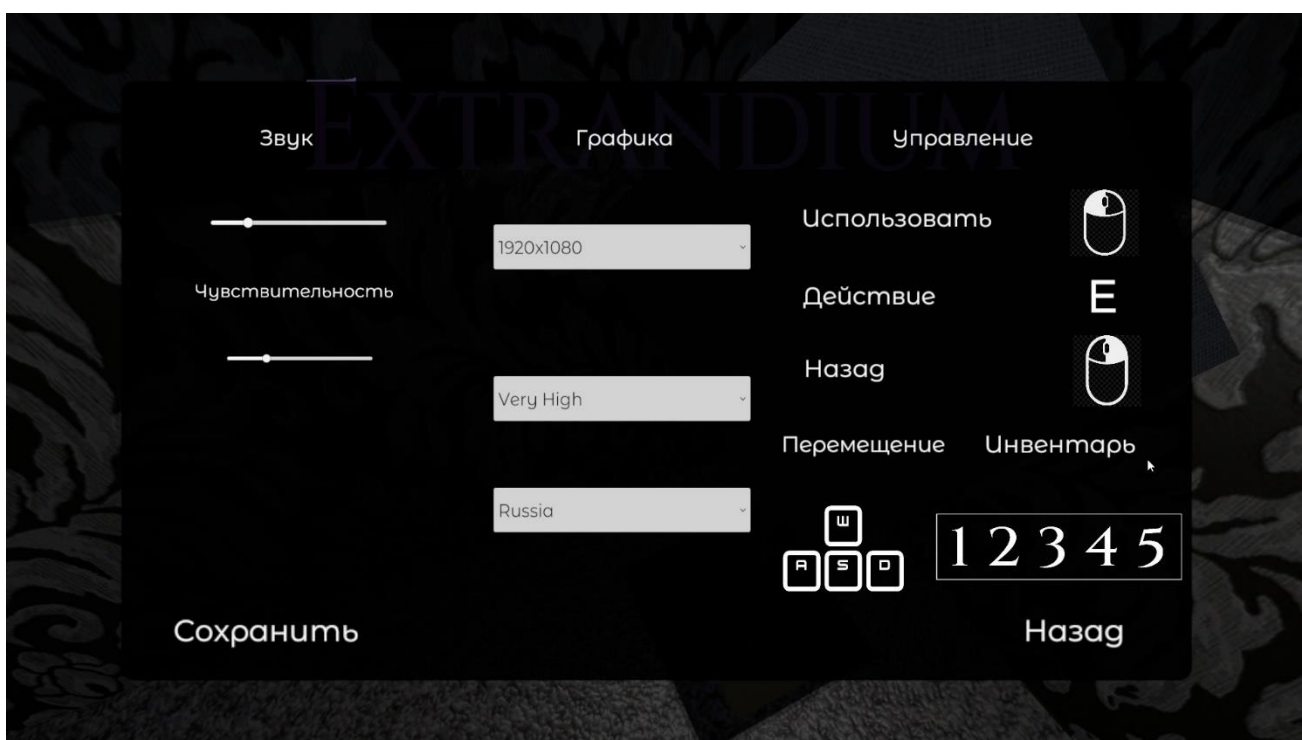 Extrandium
Звук
Графика
Управление
1920x1080
Чувствительность
Very High
Russia
Использовать
Действие E
Назад
Перемещение Инвентарь
W
A S D
1 2 3 4 5
Сохранить
Назад